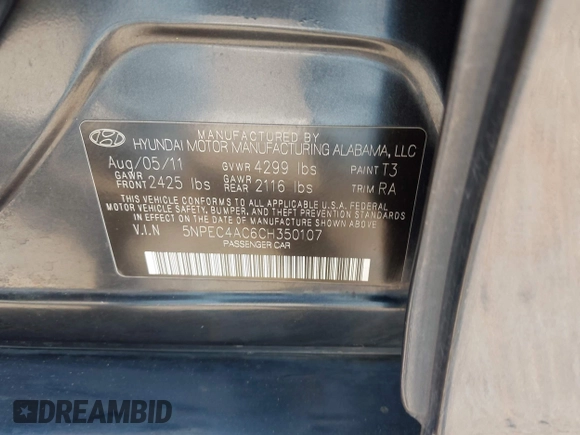 MANUFACTURED BY
HYUNDAI MOTOR MANUFACTURING ALABAMA, LLC
Aug/05/11 GVWR 4299 lbs PAINT T3
GAWR FRONT 2425 lbs GAWR REAR 2116 lbs TRIM RA
THIS VEHICLE CONFORMS TO ALL APPLICABLE U.S.A. FEDERAL
MOTOR VEHICLE SAFETY, BUMPER, AND THEFT PREVENTION STANDARDS
IN EFFECT ON THE DATE OF MANUFACTURE SHOWN ABOVE.
V.I.N 5NPEC4AC6CH350107
PASSENGER CAR
DREAMBID